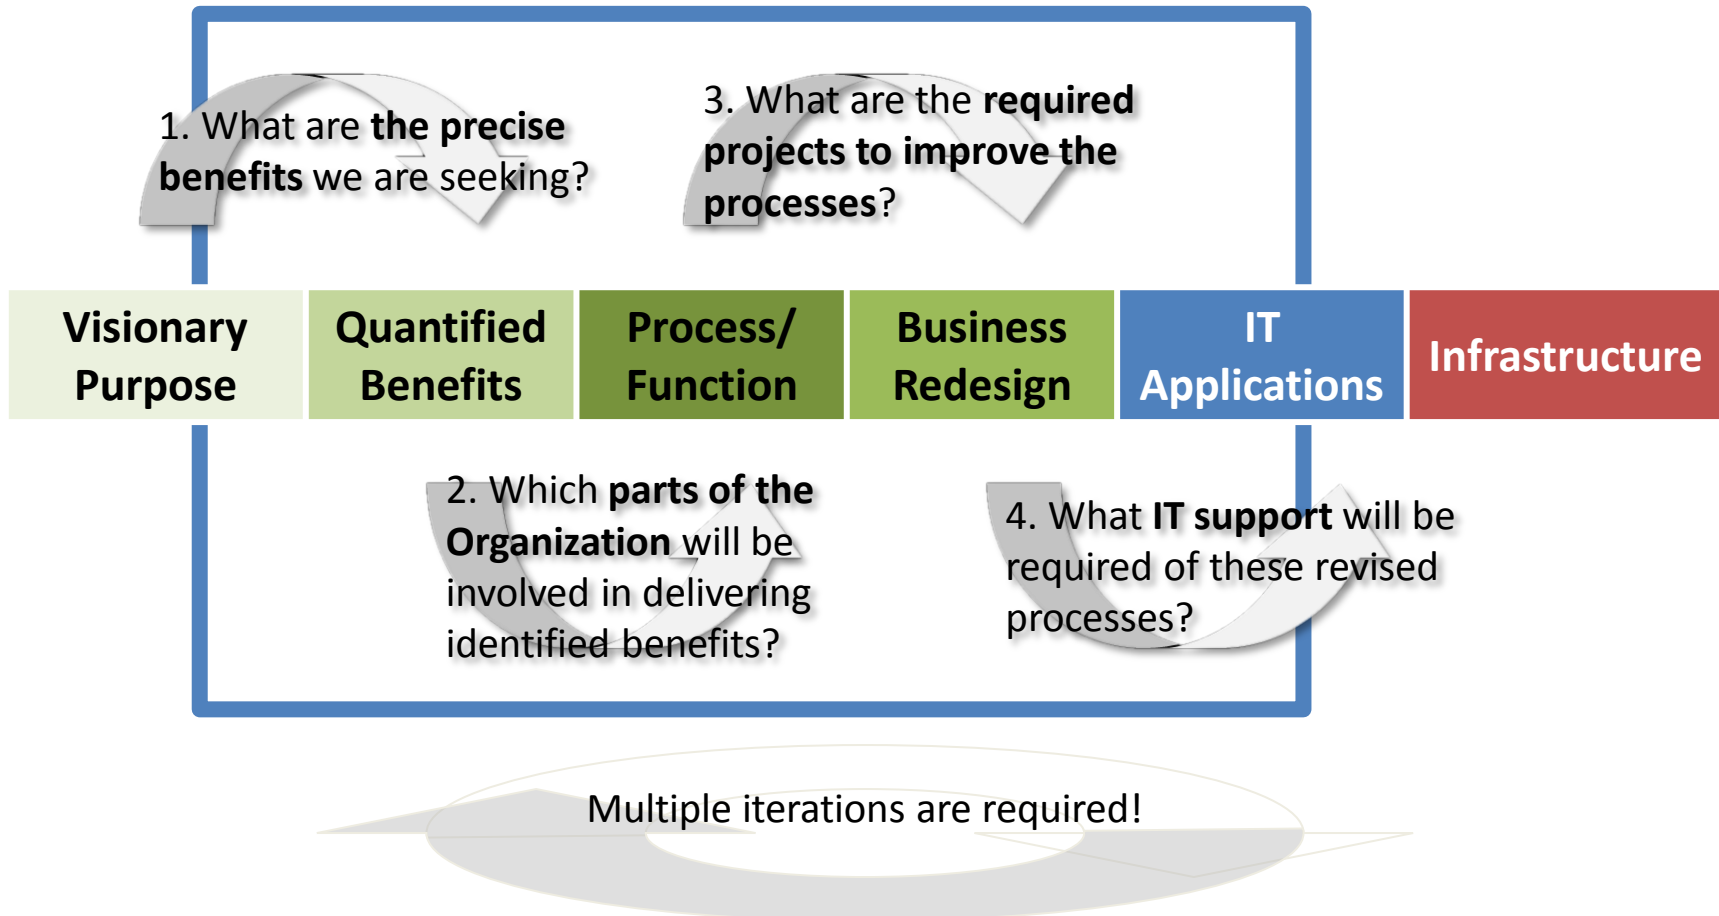 1. What are the precise
benefits we are seeking?
3. What are the required
projects to improve the
processes?
Visionary
Purpose
Quantified
Benefits
Process/
Function
Business
Redesign
IT
Applications
Infrastructure
2. Which parts of the
Organization will be
involved in delivering
identified benefits?
4. What IT support will be
required of these revised
processes?
Multiple iterations are required!